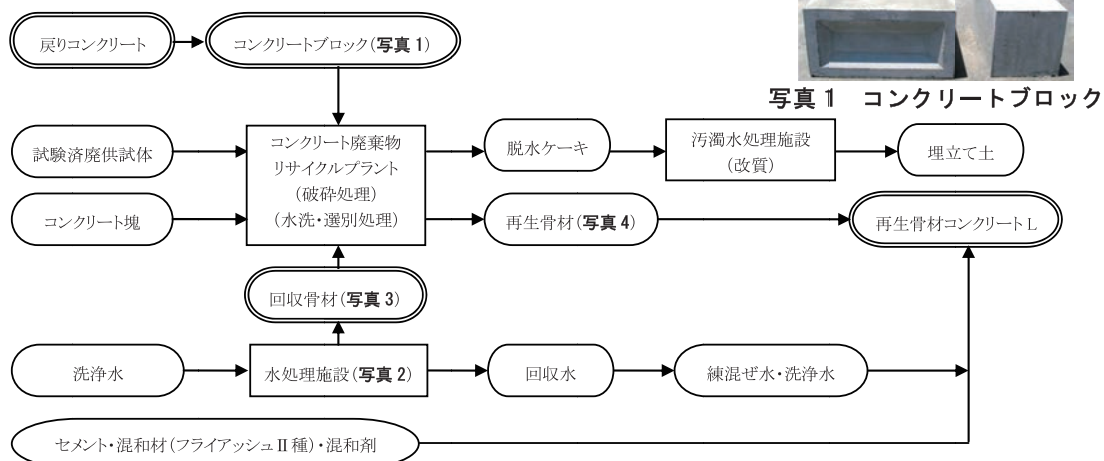 戻りコンクリート
コンクリートブロック(写真1)
写真1 コンクリートブロック
試験済廃供試体
コンクリート塊
コンクリート廃棄物
リサイクルプラント
(破砕処理)
(水洗・選別処理)
脱水ケーキ
汚濁水処理施設
(改質)
埋立て土
再生骨材(写真4)
再生骨材コンクリートL
回収骨材(写真3)
洗浄水
水処理施設(写真2)
回収水
練混ぜ水・洗浄水
セメント・混和材(フライアッシュⅡ種)・混和剤